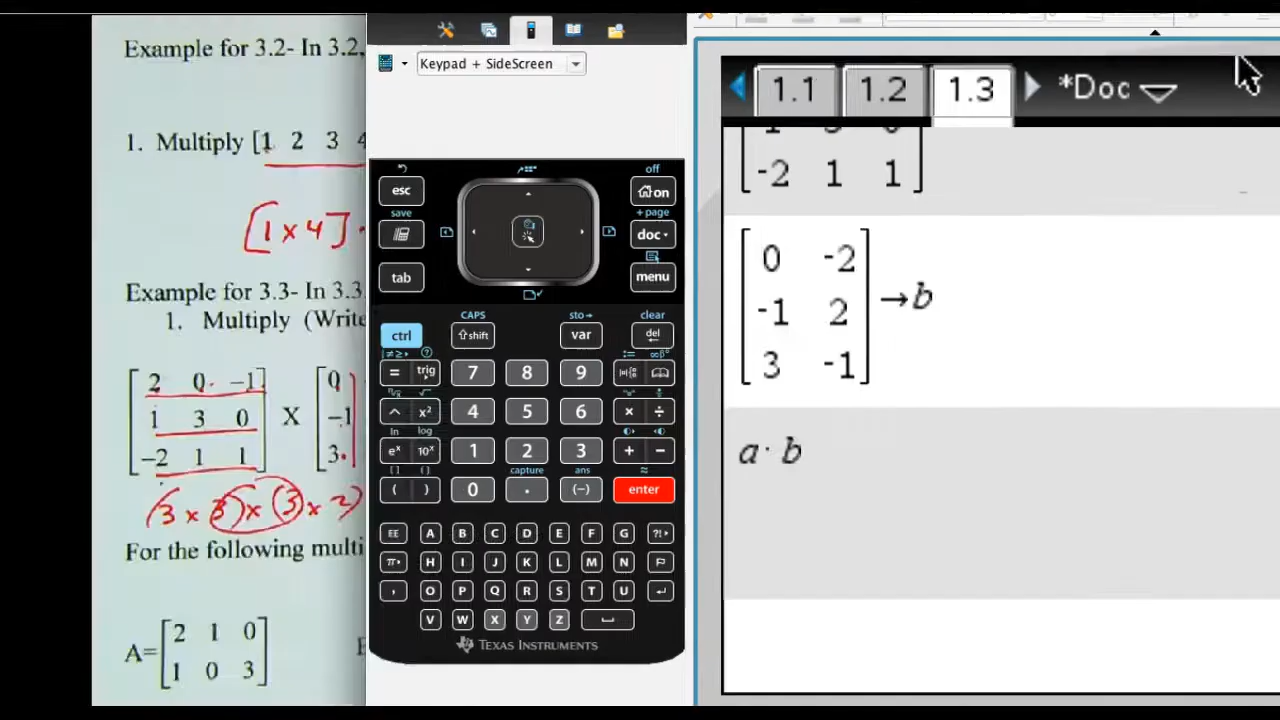 Example for 3.2- In 3.2,
1. Multiply [1 2 3 4
[1 x 4]
Example for 3.3- In 3.3
1. Multiply (Write
2 0 -1
1 3 0
-2 1 1
X
0
-1
3
(3 x 3) x (3 x 2)
For the following multi
A=
2 1 0
1 0 3
Keypad + SideScreen
off
esc
on
save
+ page
doc
tab
menu
CAPS
sto→
clear
ctrl
shift
var
del
= trig 7 8 9
^ x² 4 5 6 × ÷
ln log
eˣ 10ˣ 1 2 3 + −
[ ] { } capture ans ≈
( ) 0 . (−) enter
EE A B C D E F G ?!
π H I J K L M N
, O P Q R S T U
V W X Y Z
TEXAS INSTRUMENTS
1.1 1.2 1.3 *Doc
1 3 0
-2 1 1
0 -2
-1 2 →b
3 -1
a·b